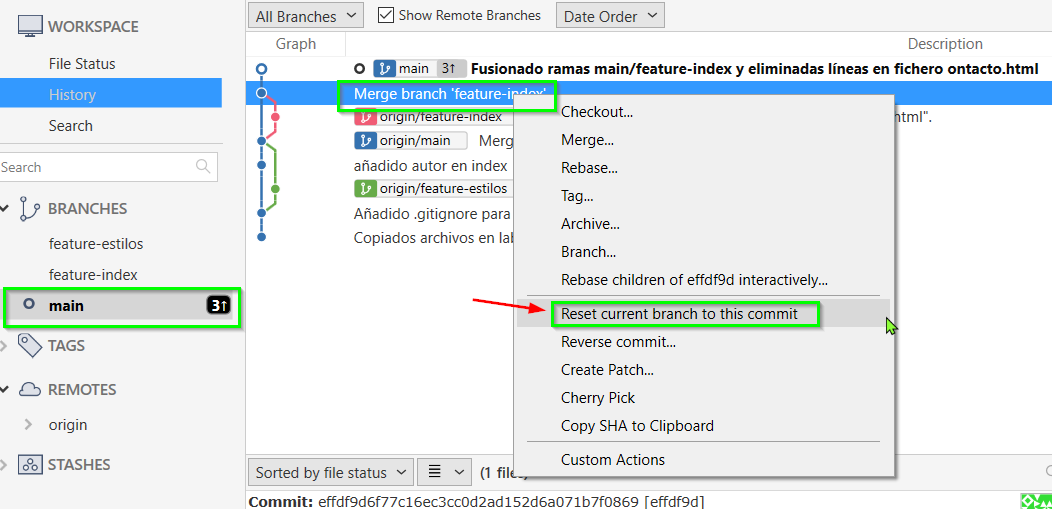 All Branches
Show Remote Branches
Date Order
WORKSPACE
File Status
History
Search
Search
BRANCHES
feature-estilos
feature-index
main 3↑
TAGS
REMOTES
origin
STASHES
Graph
Description
main 3↑ Fusionado ramas main/feature-index y eliminadas líneas en fichero ontacto.html
Merge branch 'feature-index'
origin/feature-index html".
origin/main Merg
añadido autor en index
origin/feature-estilos
Añadido .gitignore para
Copiados archivos en lab
Checkout...
Merge...
Rebase...
Tag...
Archive...
Branch...
Rebase children of effdf9d interactively...
Reset current branch to this commit
Reverse commit...
Create Patch...
Cherry Pick
Copy SHA to Clipboard
Custom Actions
Sorted by file status
(1 files
Commit: effdf9d6f77c16ec3cc0d2ad152d6a071b7f0869 [effdf9d]